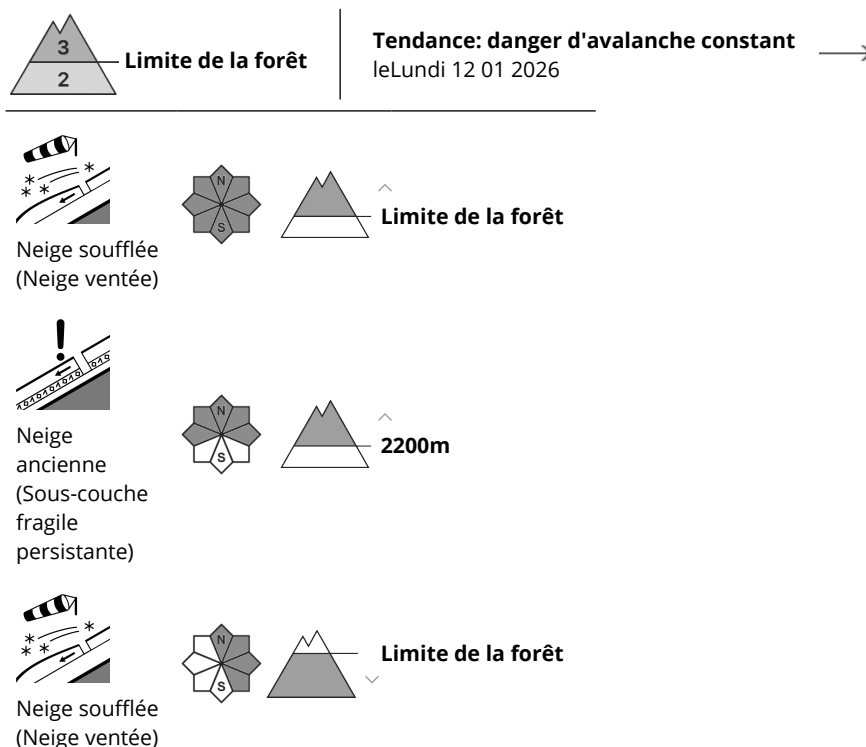 3
Limite de la forêt
2
Tendance: danger d'avalanche constant
leLundi 12 01 2026
N
S
Limite de la forêt
Neige soufflée
(Neige ventée)
N
S
2200m
Neige
ancienne
(Sous-couche
fragile
persistante)
N
S
Limite de la forêt
Neige soufflée
(Neige ventée)